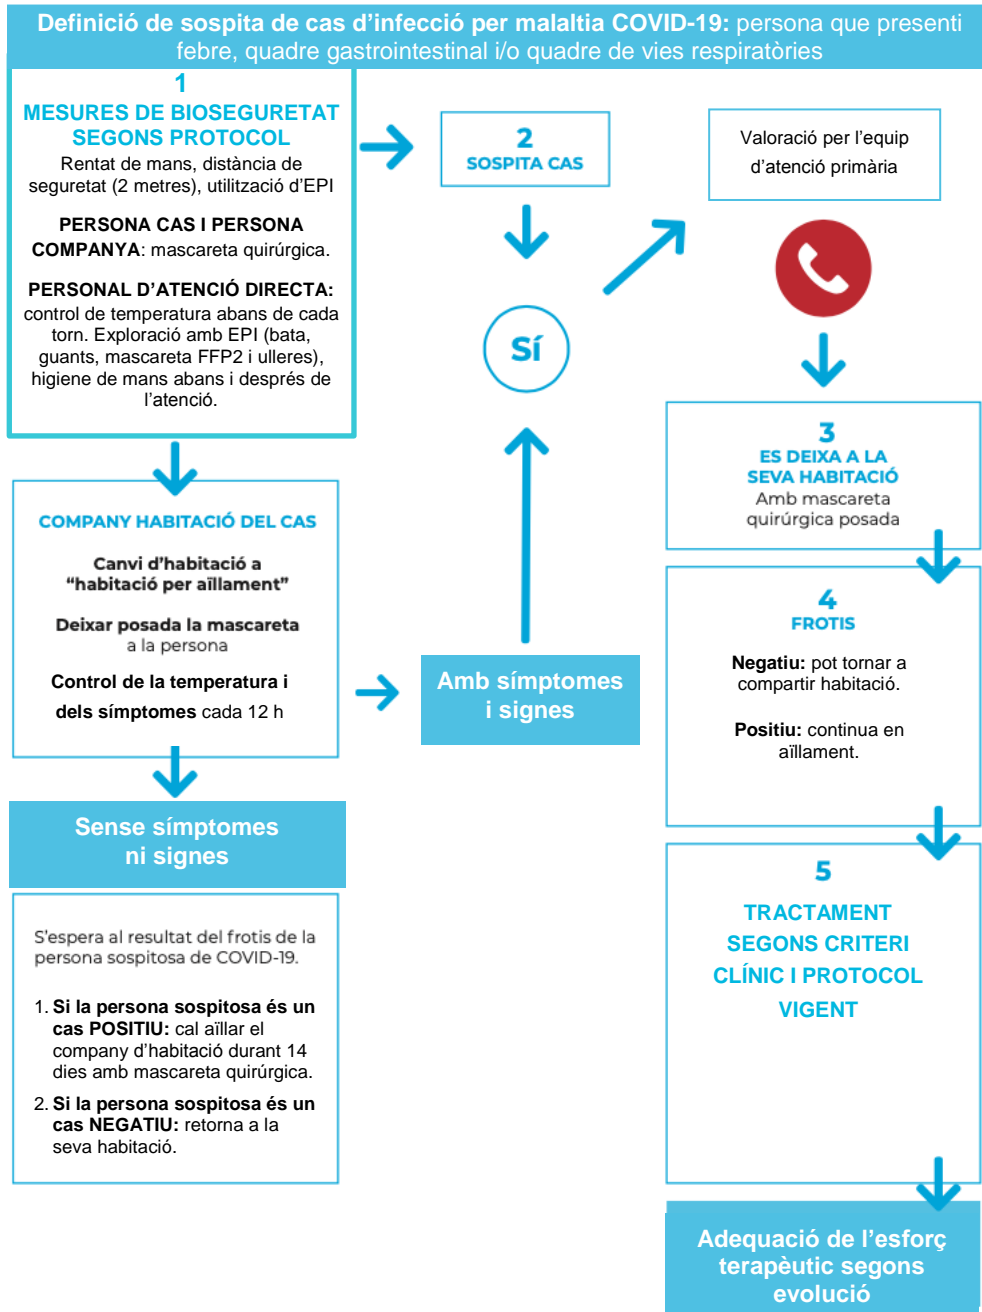 Definició de sospita de cas d'infecció per malaltia COVID-19: persona que presenti
febre, quadre gastrointestinal i/o quadre de vies respiratòries
1
MESURES DE BIOSEGURETAT
SEGONS PROTOCOL
Rentat de mans, distància de
seguretat (2 metres), utilització d'EPI
PERSONA CAS I PERSONA
COMPANYA: mascareta quirúrgica.
PERSONAL D'ATENCIÓ DIRECTA:
control de temperatura abans de cada
torn. Exploració amb EPI (bata,
guants, mascareta FFP2 i ulleres),
higiene de mans abans i després de
l'atenció.
2
SOSPITA CAS
Sí
Valoració per l'equip
d'atenció primària
COMPANY HABITACIÓ DEL CAS
Canvi d'habitació a
“habitació per aïllament”
Deixar posada la mascareta
a la persona
Control de la temperatura i
dels símptomes cada 12 h
Amb símptomes
i signes
Sense símptomes
ni signes
S'espera al resultat del frotis de la
persona sospitosa de COVID-19.
1. Si la persona sospitosa és un
cas POSITIU: cal aïllar el
company d'habitació durant 14
dies amb mascareta quirúrgica.
2. Si la persona sospitosa és un
cas NEGATIU: retorna a la
seva habitació.
3
ES DEIXA A LA
SEVA HABITACIÓ
Amb mascareta
quirúrgica posada
4
FROTIS
Negatiu: pot tornar a
compartir habitació.
Positiu: continua en
aïllament.
5
TRACTAMENT
SEGONS CRITERI
CLÍNIC I PROTOCOL
VIGENT
Adequació de l'esforç
terapèutic segons
evolució